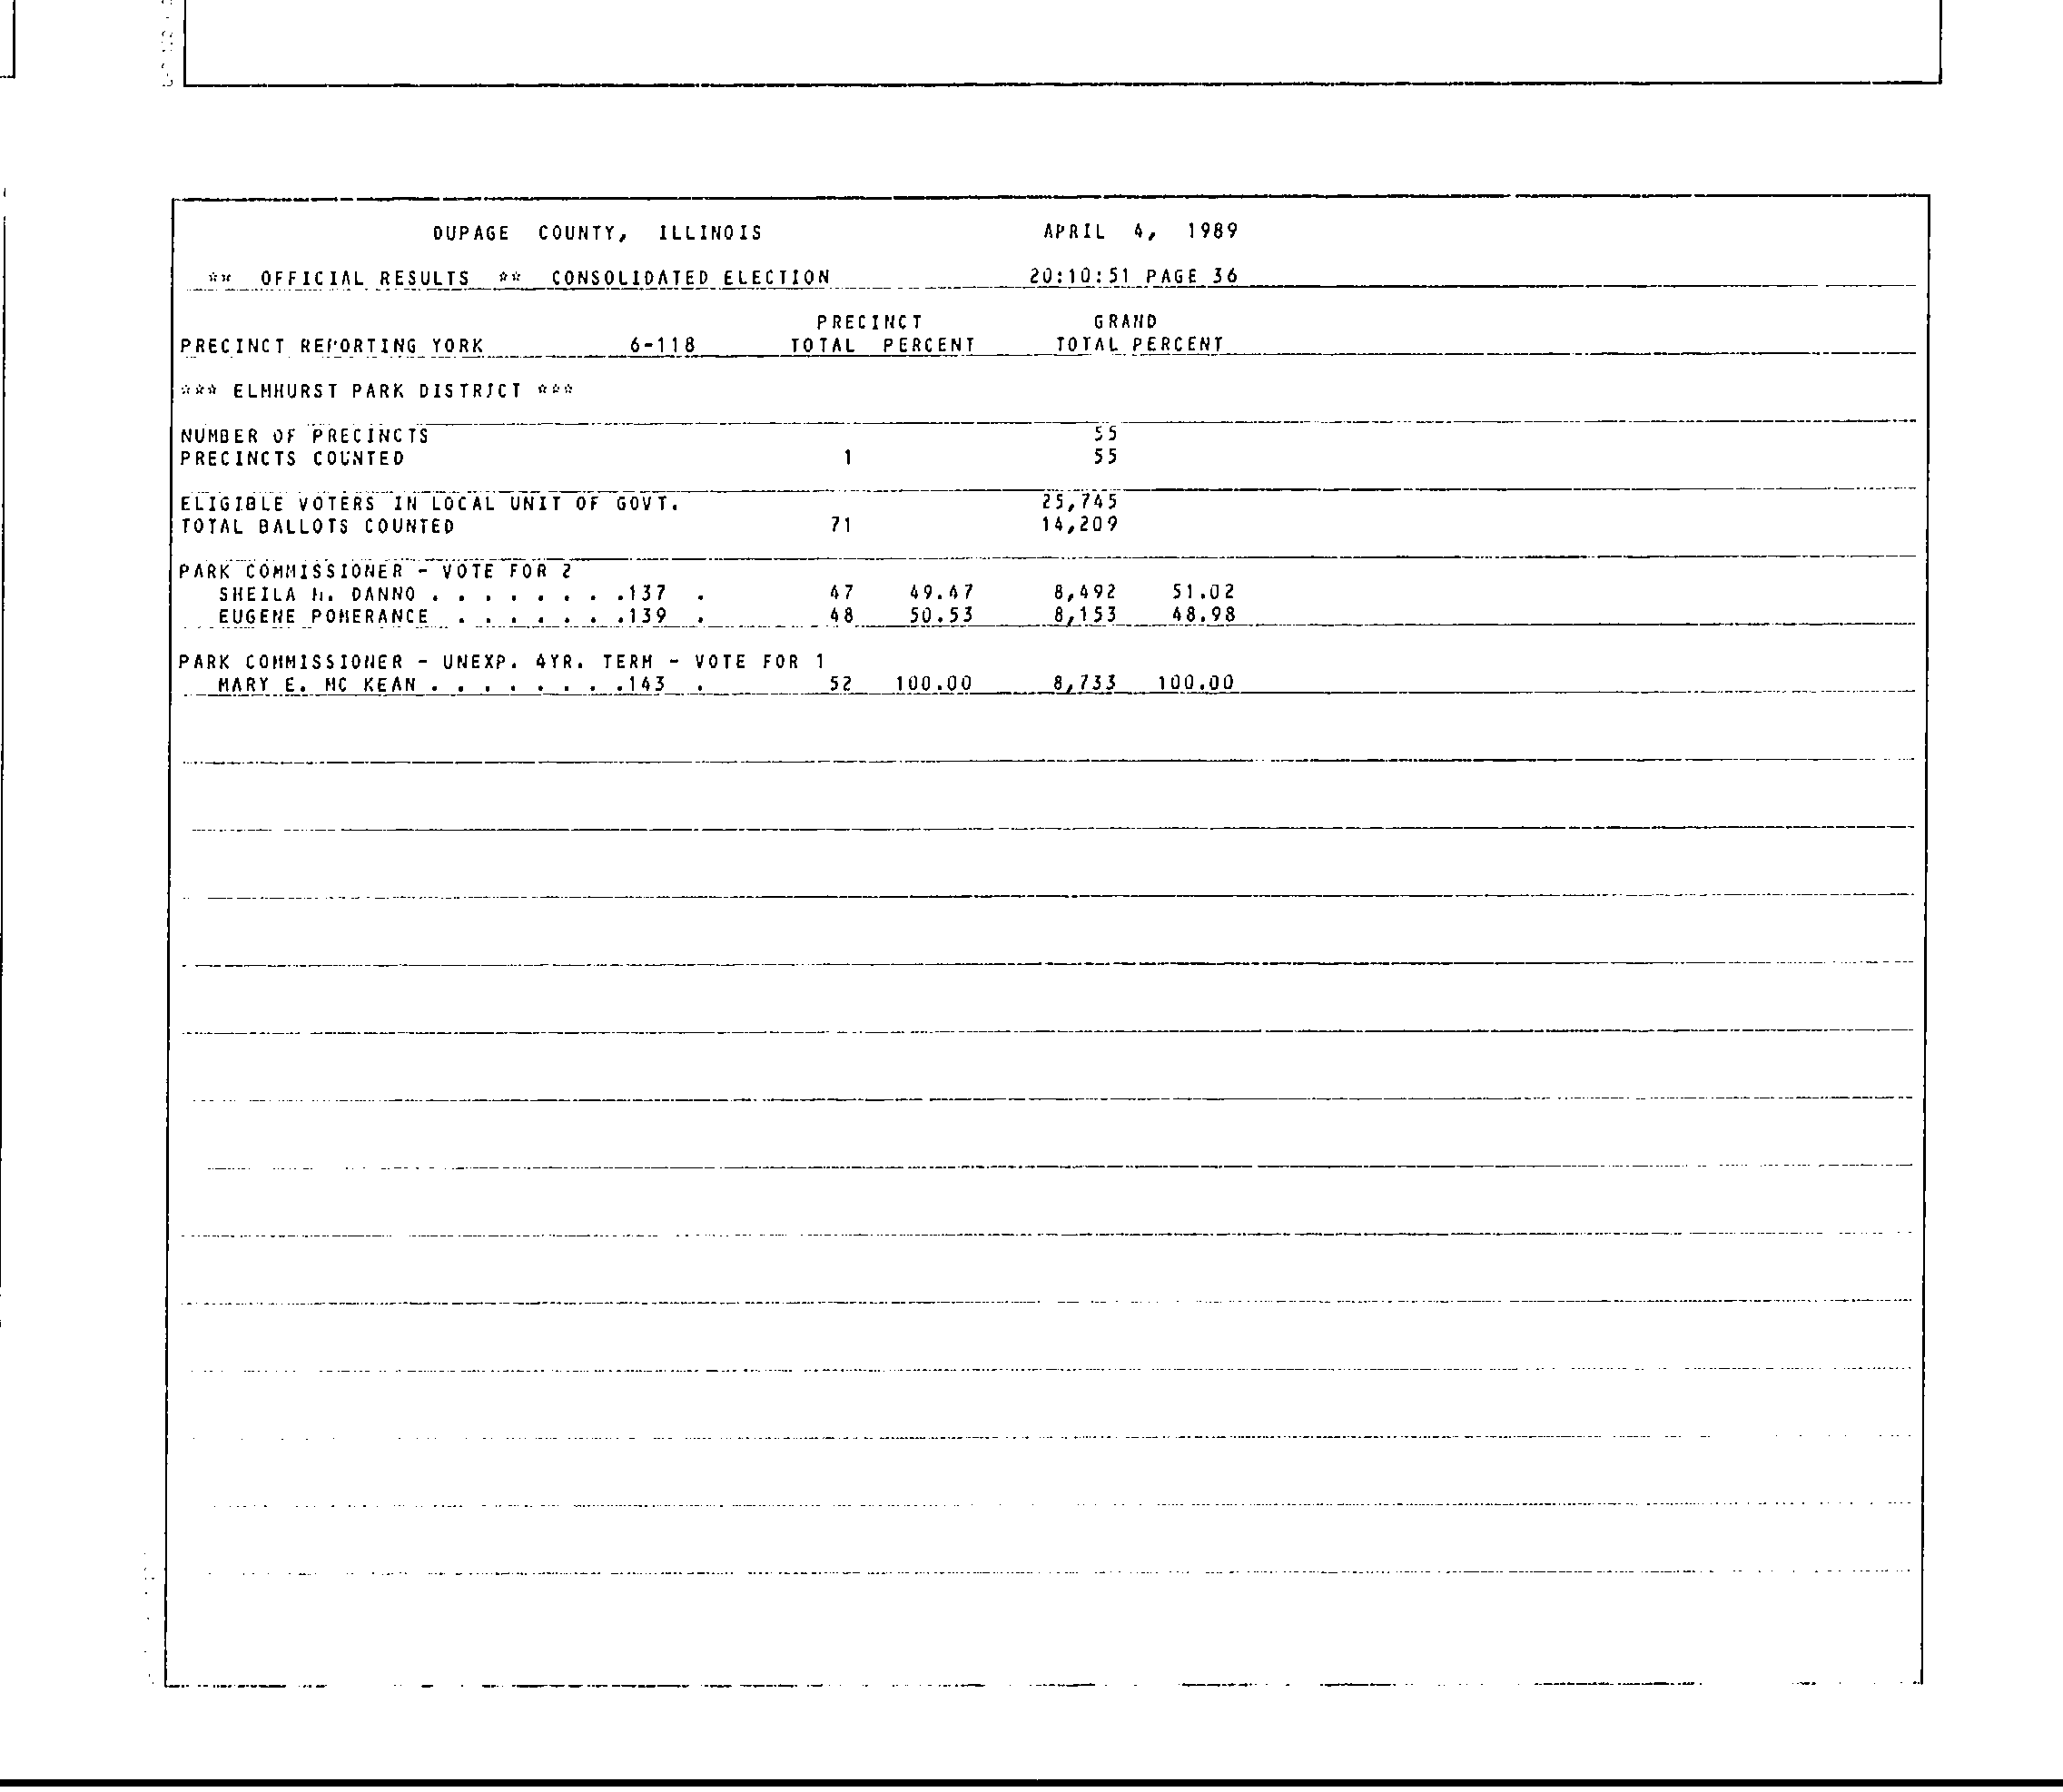 DUPAGE COUNTY, ILLINOIS APRIL 4, 1989
** OFFICIAL RESULTS ** CONSOLIDATED ELECTION 20:10:51 PAGE 36
PRECINCT GRAND
PRECINCT REPORTING YORK 6-118 TOTAL PERCENT TOTAL PERCENT
*** ELMHURST PARK DISTRICT ***
NUMBER OF PRECINCTS 55
PRECINCTS COUNTED 1 55
ELIGIBLE VOTERS IN LOCAL UNIT OF GOVT. 25,745
TOTAL BALLOTS COUNTED 71 14,209
PARK COMMISSIONER - VOTE FOR 2
SHEILA DANNO . . . . . . . .137 . 47 49.47 8,492 51.02
EUGENE POMERANCE . . . . . . .139 . 48 50.53 8,153 48.98
PARK COMMISSIONER - UNEXP. 4YR. TERM - VOTE FOR 1
MARY E. MC KEAN . . . . . . . .143 . 52 100.00 8,733 100.00